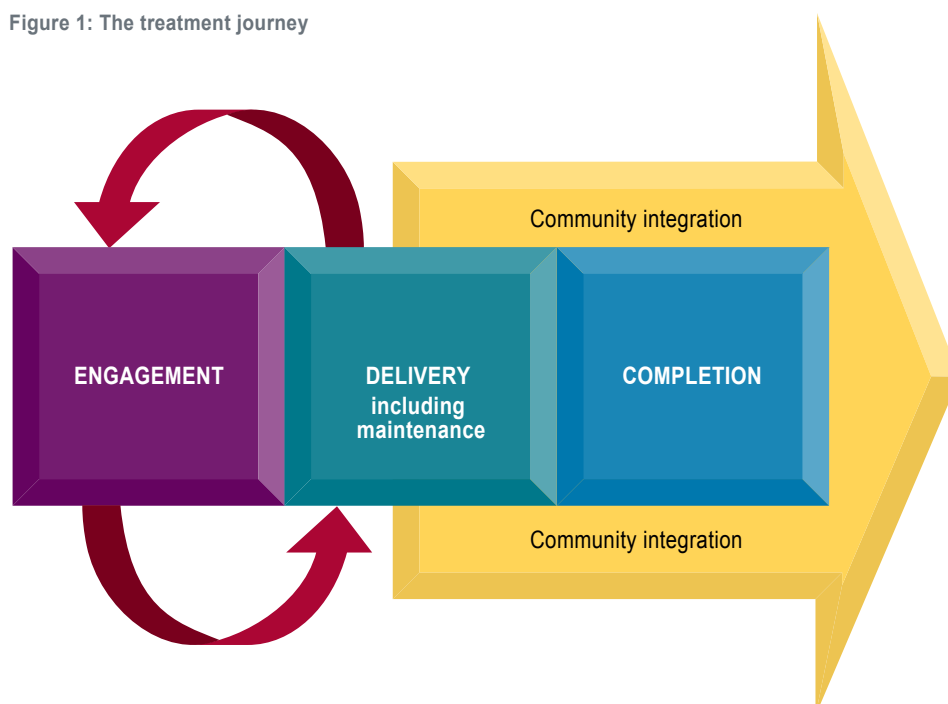 Figure 1: The treatment journey
Community integration
ENGAGEMENT
DELIVERY
including
maintenance
COMPLETION
Community integration